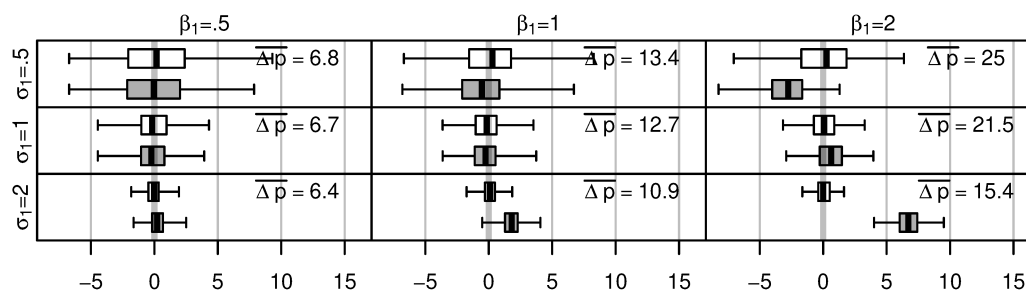 β₁=.5 β₁=1 β₁=2
σ₁=.5 Δp = 6.8 Δp = 13.4 Δp = 25
σ₁=1 Δp = 6.7 Δp = 12.7 Δp = 21.5
σ₁=2 Δp = 6.4 Δp = 10.9 Δp = 15.4
−5 0 5 10 15 −5 0 5 10 15 −5 0 5 10 15